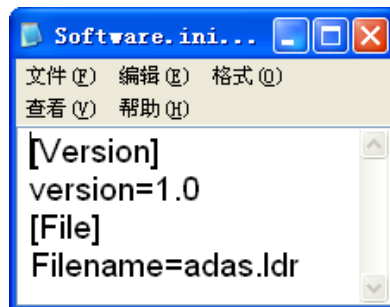 Software.ini...
文件(F) 编辑(E) 格式(O)
查看(V) 帮助(H)
[Version]
version=1.0
[File]
Filename=adas.ldr